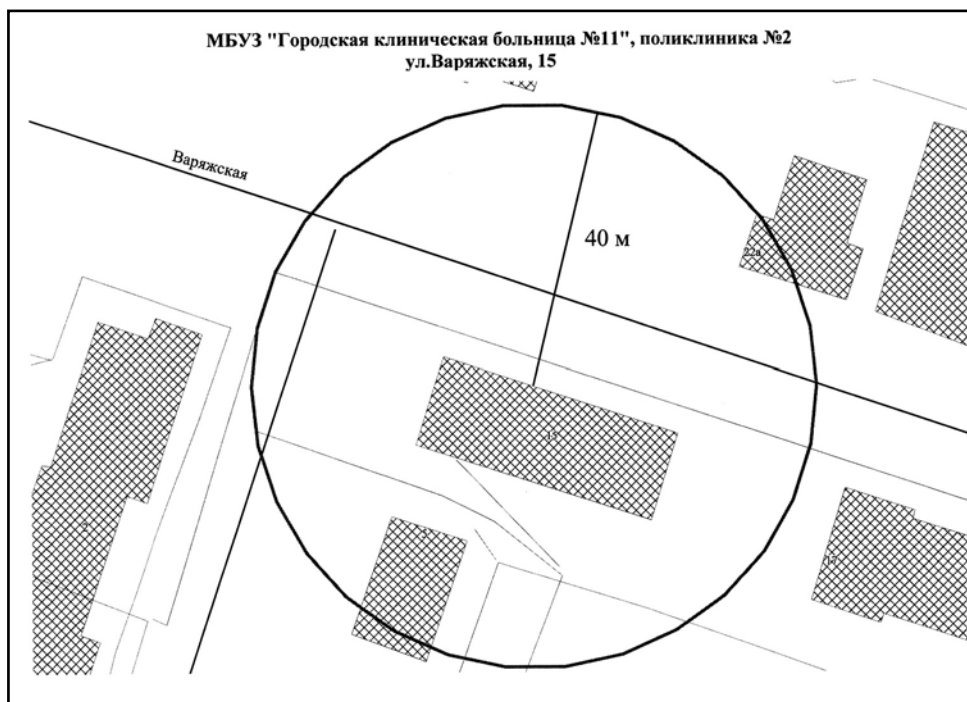 МБУЗ "Городская клиническая больница №11", поликлиника №2
ул.Варяжская, 15
Варяжская
40 м
22а
15
17